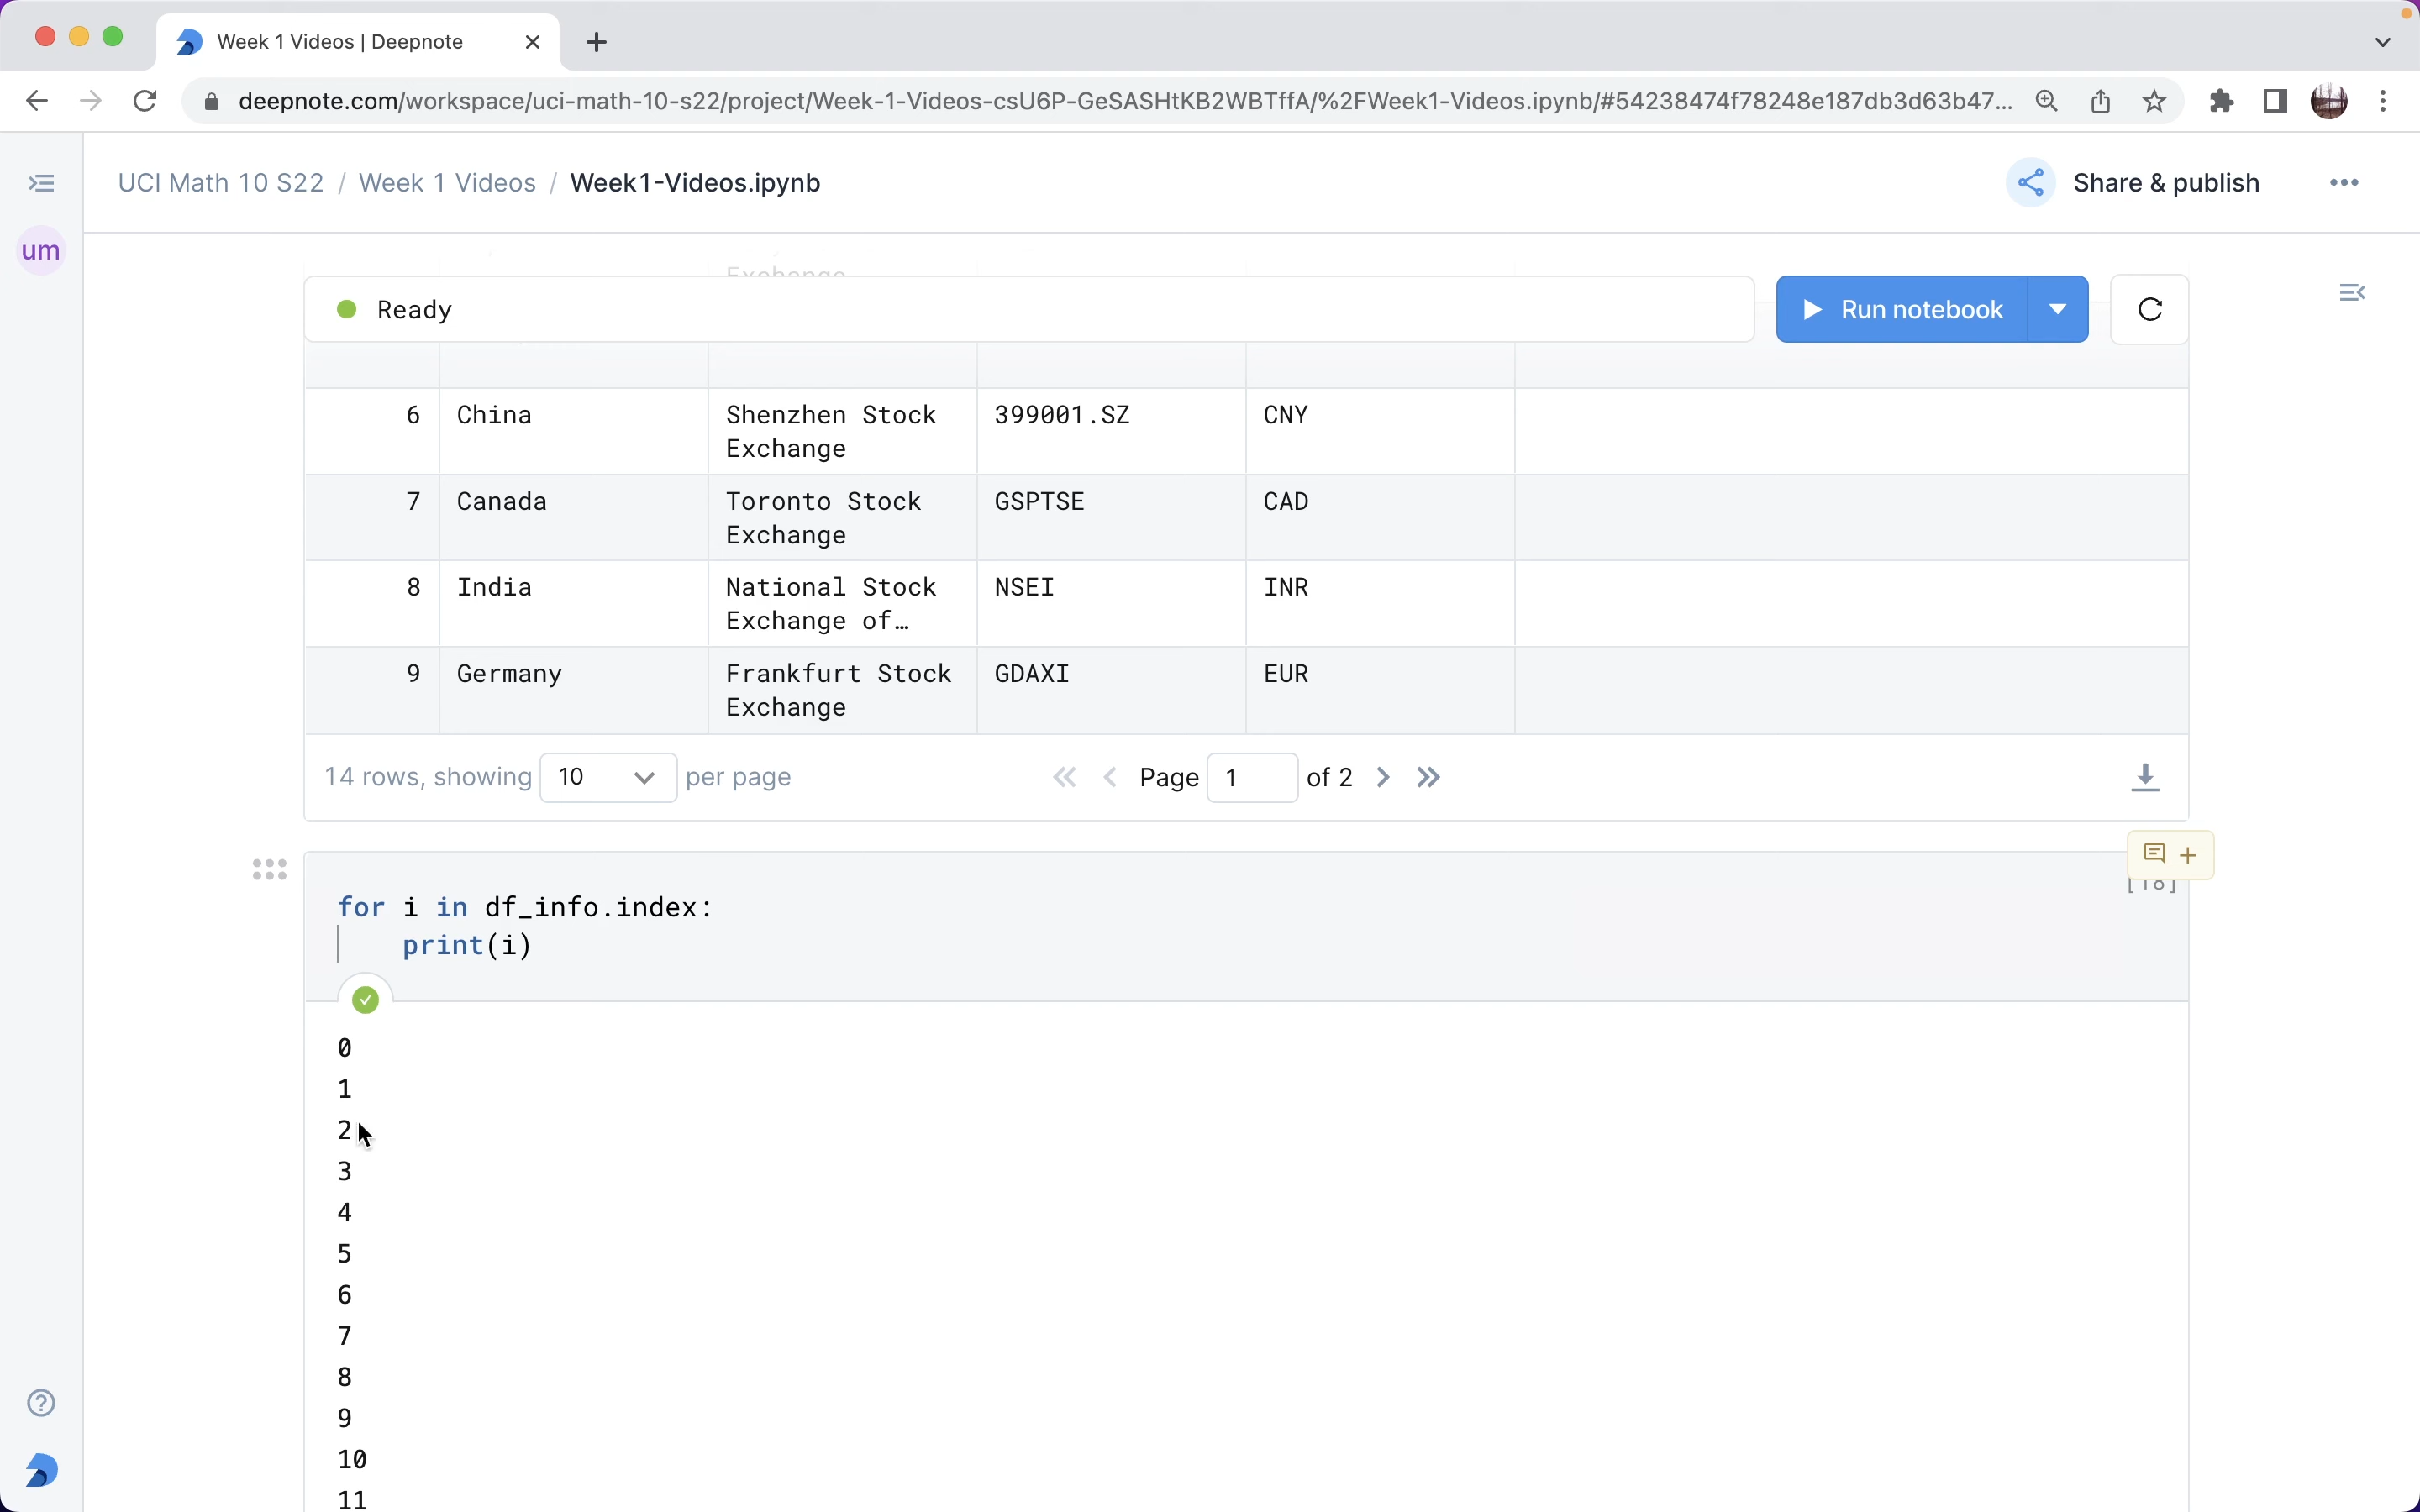 Week 1 Videos | Deepnote
deepnote.com/workspace/uci-math-10-s22/project/Week-1-Videos-csU6P-GeSASHtKB2WBTffA/%2FWeek1-Videos.ipynb/#54238474f78248e187db3d63b47...
UCI Math 10 S22 / Week 1 Videos / Week1-Videos.ipynb
Share & publish
um
Exchange
Ready
Run notebook
6 China Shenzhen Stock 399001.SZ CNY
Exchange
7 Canada Toronto Stock GSPTSE CAD
Exchange
8 India National Stock NSEI INR
Exchange of…
9 Germany Frankfurt Stock GDAXI EUR
Exchange
14 rows, showing 10 per page
Page 1 of 2
[18]
for i in df_info.index:
print(i)
0
1
2
3
4
5
6
7
8
9
10
11